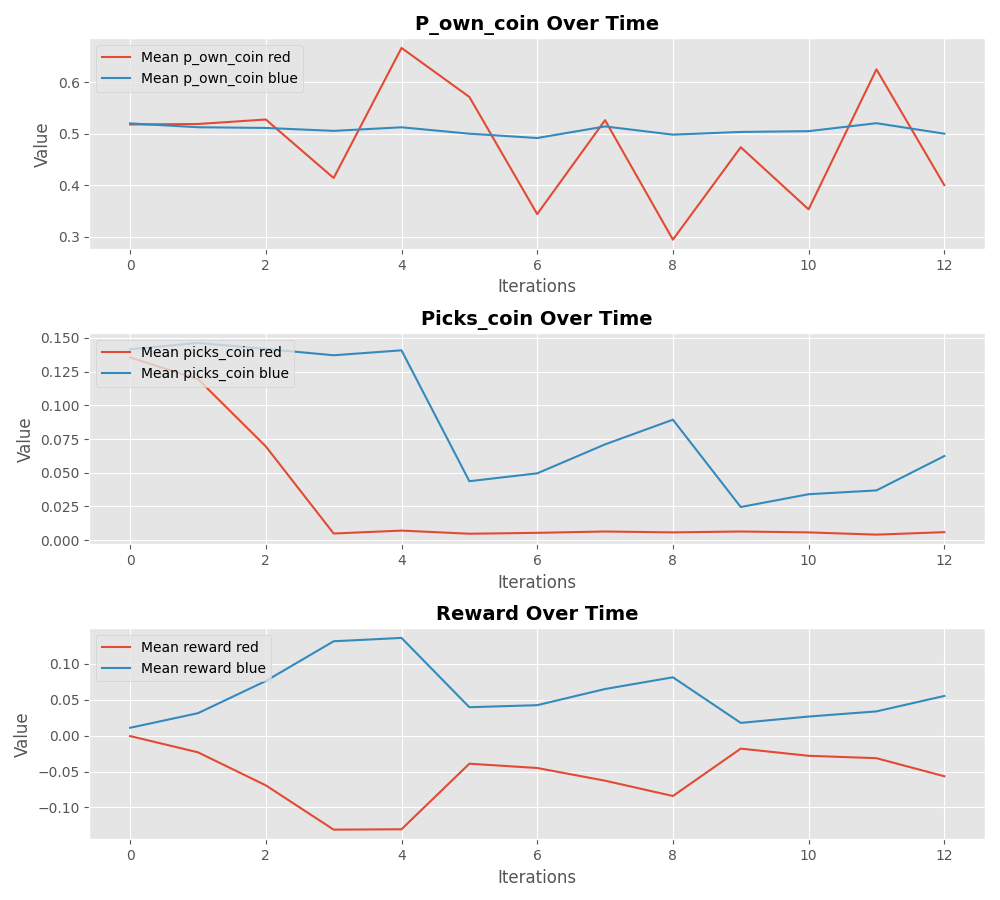 P_own_coin Over Time
Mean p_own_coin red
Mean p_own_coin blue
Value
0.6
0.5
0.4
0.3
0 2 4 6 8 10 12
Iterations
Picks_coin Over Time
Mean picks_coin red
Mean picks_coin blue
Value
0.150
0.125
0.100
0.075
0.050
0.025
0.000
0 2 4 6 8 10 12
Iterations
Reward Over Time
Mean reward red
Mean reward blue
Value
0.10
0.05
0.00
−0.05
−0.10
0 2 4 6 8 10 12
Iterations